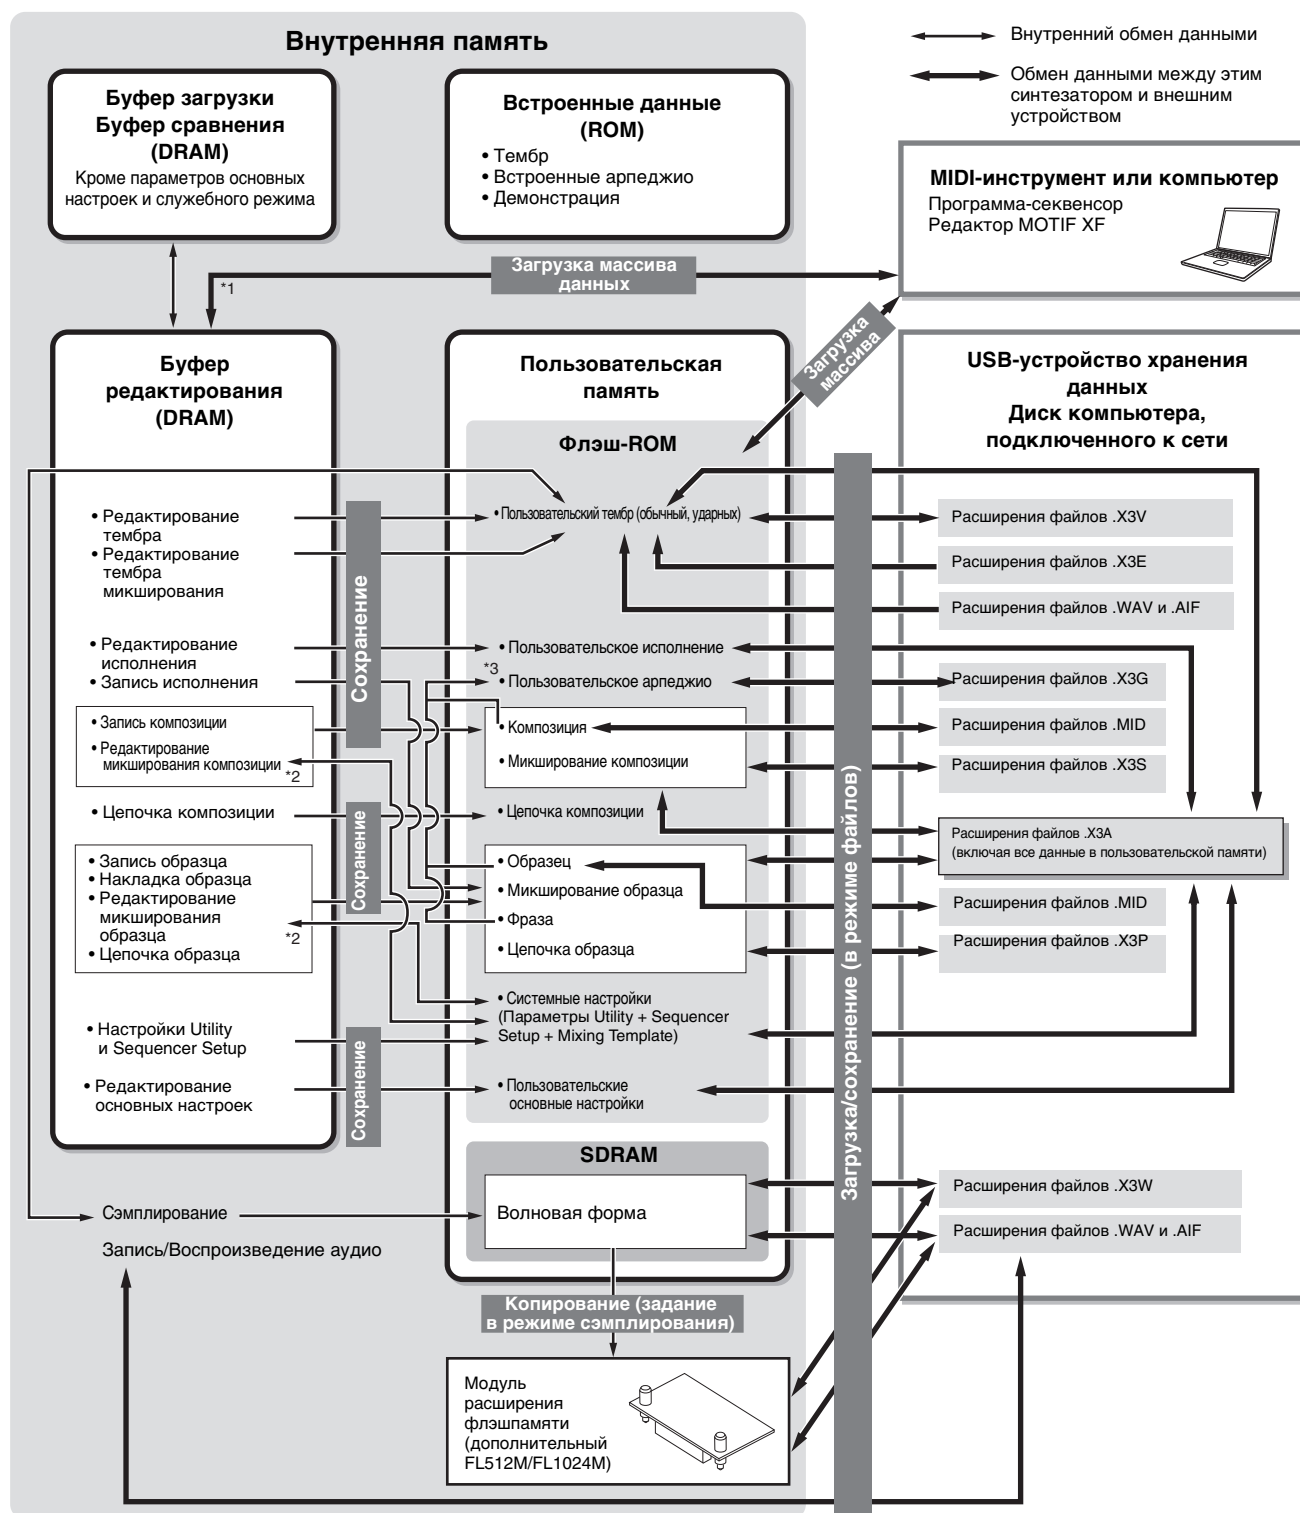 Внутренняя память
Внутренний обмен данными
Обмен данными между этим
синтезатором и внешним
устройством
Буфер загрузки
Буфер сравнения
(DRAM)
Кроме параметров основных
настроек и служебного режима
Встроенные данные
(ROM)
• Тембр
• Встроенные арпеджио
• Демонстрация
MIDI-инструмент или компьютер
Программа-секвенсор
Редактор MOTIF XF
Загрузка массива
данных
*1
Загрузка
массива
Буфер
редактирования
(DRAM)
• Редактирование
тембра
• Редактирование
тембра
микширования
• Редактирование
исполнения
• Запись исполнения
• Запись композиции
• Редактирование
микширования композиции
*2
• Цепочка композиции
• Запись образца
• Накладка образца
• Редактирование
микширования
образца
• Цепочка образца
*2
• Настройки Utility
и Sequencer Setup
• Редактирование
основных настроек
Сохранение
Сохранение
Сохранение
Пользовательская
память
Флэш-ROM
• Пользовательский тембр (обычный, ударных)
• Пользовательское исполнение
*3
• Пользовательское арпеджио
• Композиция
• Микширование композиции
• Цепочка композиции
• Образец
• Микширование образца
• Фраза
• Цепочка образца
• Системные настройки
(Параметры Utility + Sequencer
Setup + Mixing Template)
• Пользовательские
основные настройки
SDRAM
Волновая форма
Загрузка/сохранение (в режиме файлов)
USB-устройство хранения
данных
Диск компьютера,
подключенного к сети
Расширения файлов .X3V
Расширения файлов .X3E
Расширения файлов .WAV и .AIF
Расширения файлов .X3G
Расширения файлов .MID
Расширения файлов .X3S
Расширения файлов .X3A
(включая все данные в пользовательской памяти)
Расширения файлов .MID
Расширения файлов .X3P
Расширения файлов .X3W
Расширения файлов .WAV и .AIF
Сэмплирование
Запись/Воспроизведение аудио
Копирование (задание
в режиме сэмплирования)
Модуль
расширения
флэшпамяти
(дополнительный
FL512M/FL1024M)